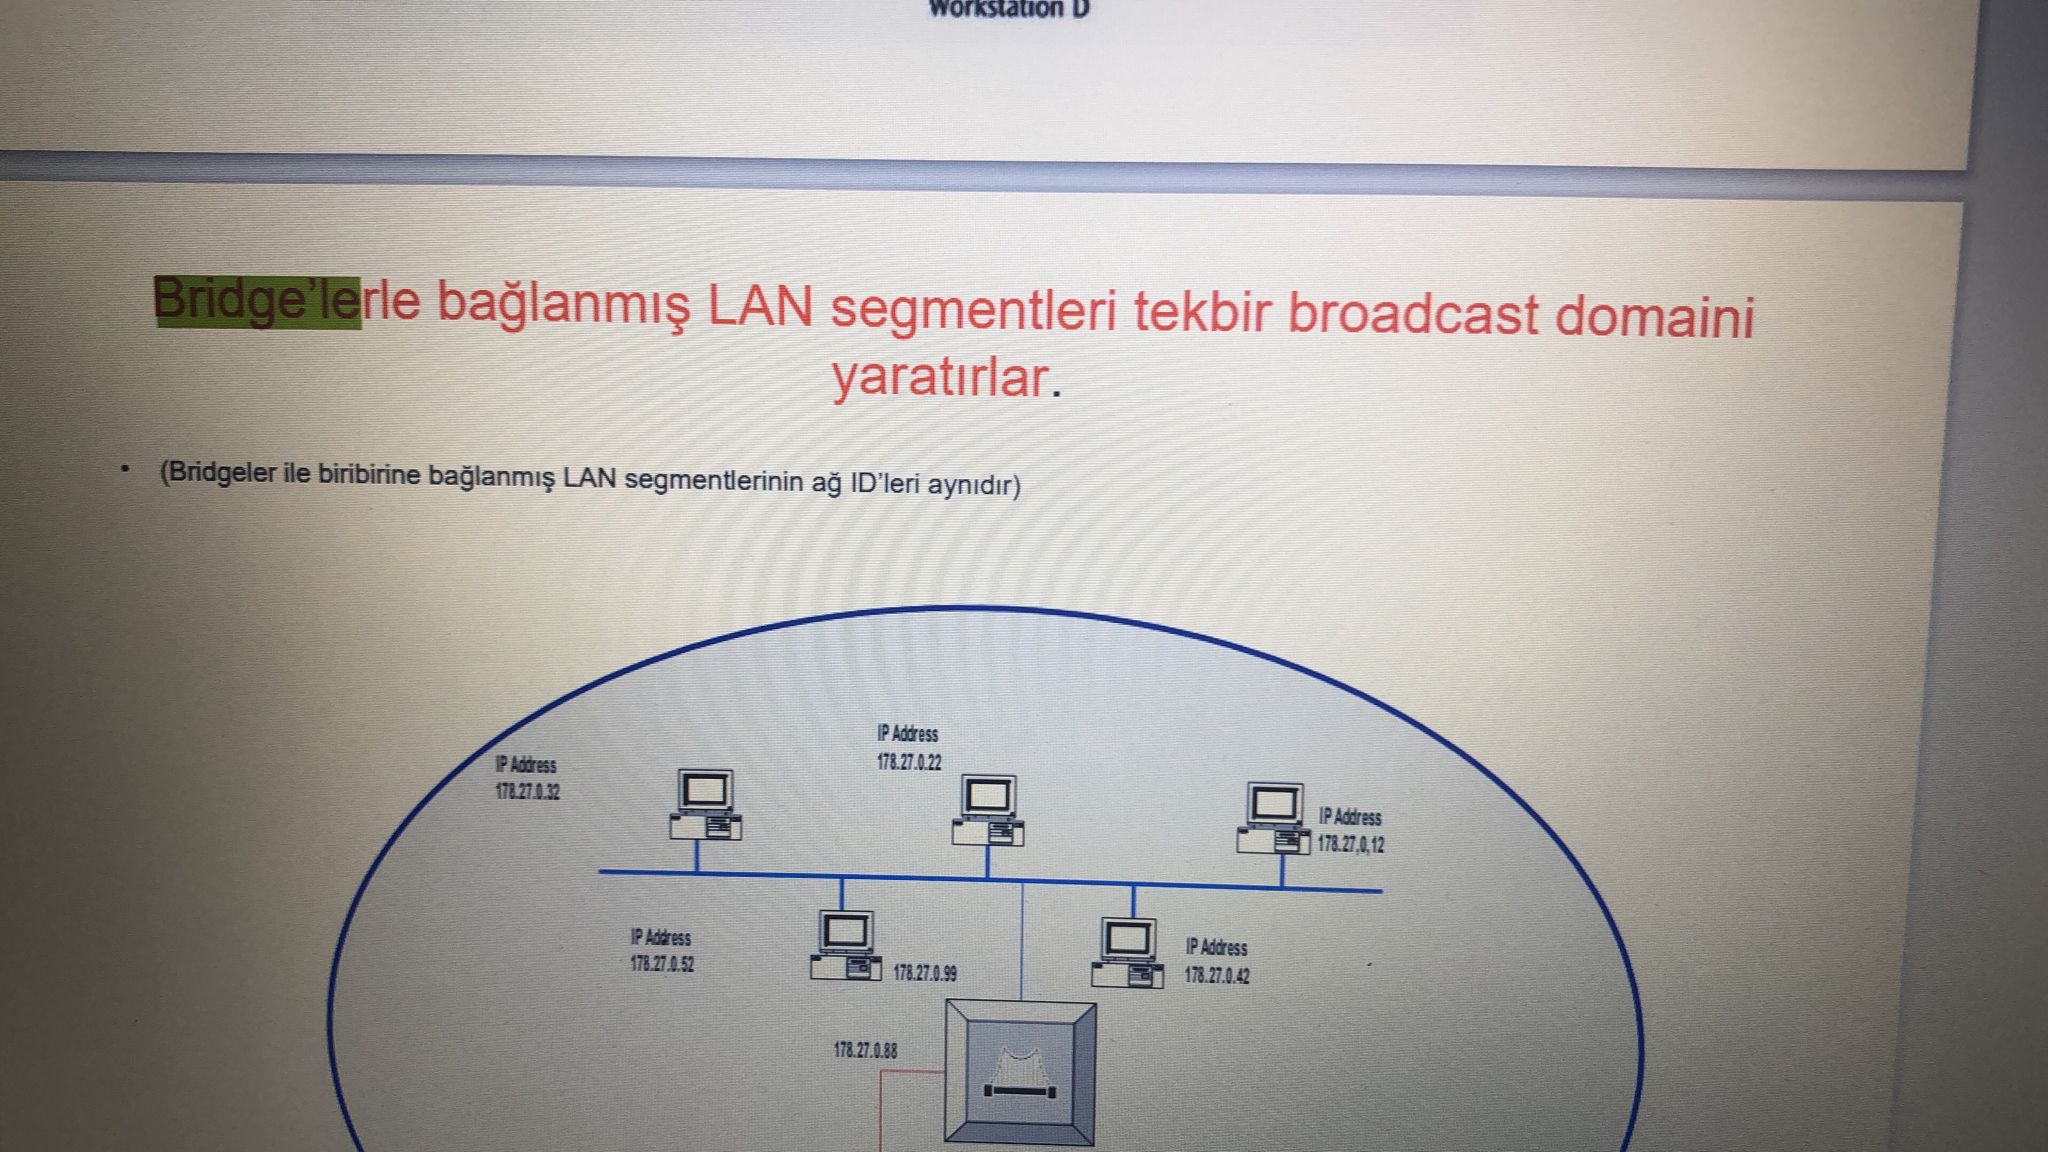 Workstation D
Bridge'lerle bağlanmış LAN segmentleri tekbir broadcast domaini
yaratırlar.
• (Bridgeler ile biribirine bağlanmış LAN segmentlerinin ağ ID'leri aynıdır)
IP Address
178.27.0.22
IP Address
178.27.0.32
IP Address
178.27,0,12
IP Address
178.27.0.52
178.27.0.99
IP Address
178.27.0.42
178.27.0.88